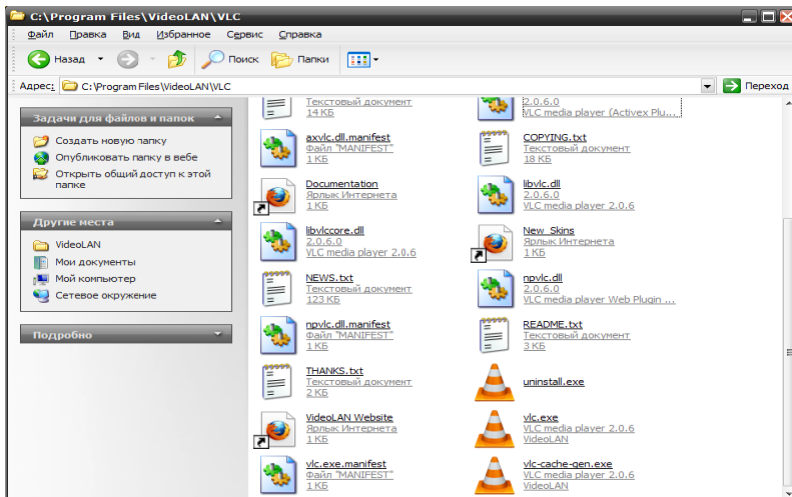 C:\Program Files\VideoLAN\VLC
Файл Правка Вид Избранное Сервис Справка
Назад Поиск Папки
Адрес: C:\Program Files\VideoLAN\VLC Переход
Задачи для файлов и папок
Создать новую папку
Опубликовать папку в вебе
Открыть общий доступ к этой
папке
Другие места
VideoLAN
Мои документы
Мой компьютер
Сетевое окружение
Подробно
Текстовый документ
14 КБ
2.0.6.0
VLC media player (Activex Plu...
axvlc.dll.manifest
Файл "MANIFEST"
1 КБ
COPYING.txt
Текстовый документ
18 КБ
Documentation
Ярлык Интернета
1 КБ
libvlc.dll
2.0.6.0
VLC media player 2.0.6
libvlccore.dll
2.0.6.0
VLC media player 2.0.6
New_Skins
Ярлык Интернета
1 КБ
NEWS.txt
Текстовый документ
123 КБ
npvlc.dll
2.0.6.0
VLC media player Web Plugin ...
npvlc.dll.manifest
Файл "MANIFEST"
1 КБ
README.txt
Текстовый документ
3 КБ
THANKS.txt
Текстовый документ
2 КБ
uninstall.exe
VideoLAN Website
Ярлык Интернета
1 КБ
vlc.exe
VLC media player 2.0.6
VideoLAN
vlc.exe.manifest
Файл "MANIFEST"
1 КБ
vlc-cache-gen.exe
VLC media player 2.0.6
VideoLAN